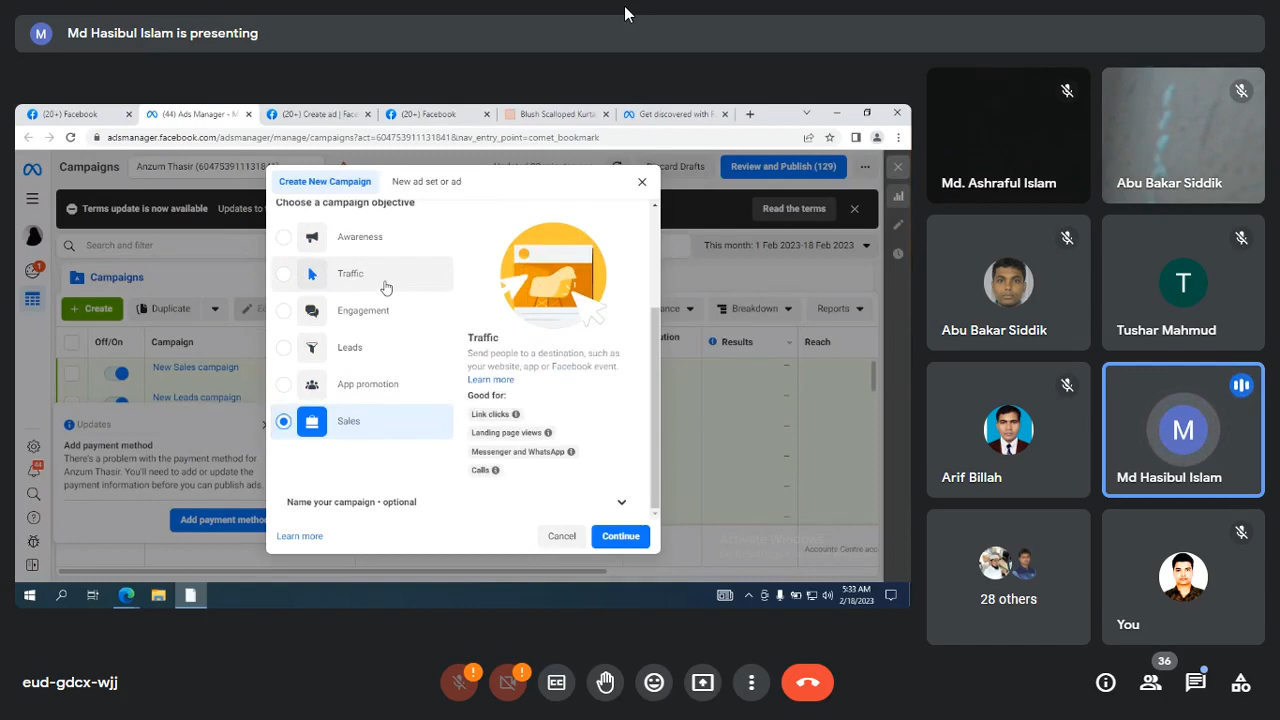 Md Hasibul Islam is presenting
M
(20+) Facebook
(44) Ads Manager - M
(20+) Create ad | Face
(20+) Facebook
Blush Scalloped Kurta
Get discovered with F
adsmanager.facebook.com/adsmanager/manage/campaigns?act=604753911131841&nav_entry_point=comet_bookmark
Campaigns
Anzum Thasir (604753911131841)
Discard Drafts
Review and Publish (129)
Terms update is now available
Updates to
Read the terms
Search and filter
This month: 1 Feb 2023-18 Feb 2023
Campaigns
+ Create
Duplicate
Breakdown
Reports
Off/On
Campaign
Results
Reach
New Sales campaign
New Leads campaign
Updates
Add payment method
There's a problem with the payment method for
Anzum Thasir. You'll need to add or update the
payment information before you can publish ads.
Add payment method
Create New Campaign
New ad set or ad
Choose a campaign objective
Awareness
Traffic
Engagement
Leads
App promotion
Sales
Traffic
Send people to a destination, such as
your website, app or Facebook event.
Learn more
Good for:
Link clicks
Landing page views
Messenger and WhatsApp
Calls
Name your campaign • optional
Learn more
Cancel
Continue
Activate Windows
Accounts Centre acc
5:33 AM
2/18/2023
Md. Ashraful Islam
Abu Bakar Siddik
Abu Bakar Siddik
T
Tushar Mahmud
Arif Billah
M
Md Hasibul Islam
28 others
You
eud-gdcx-wjj
CC
36